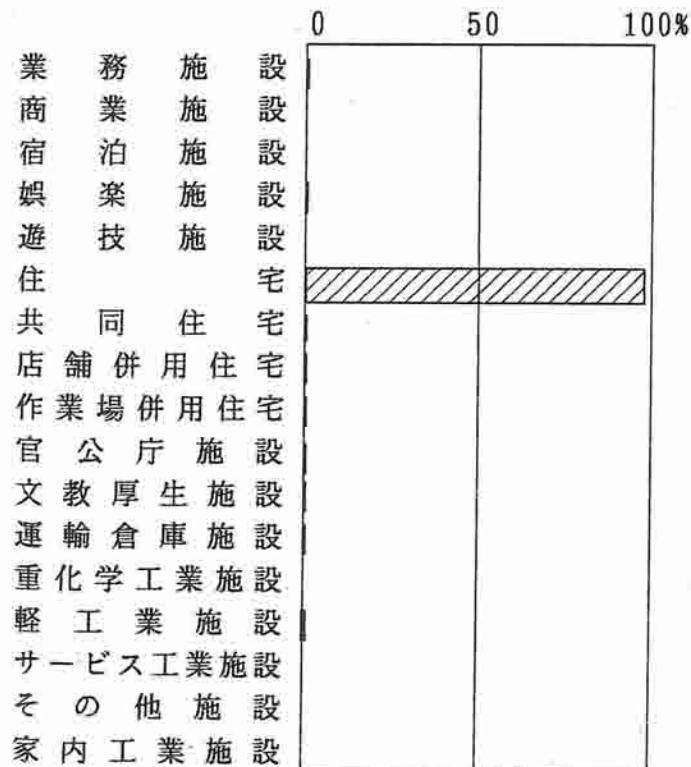 0 50 100%
業務施設
商業施設
宿泊施設
娯楽施設
遊技施設
住宅
共同住宅
店舗併用住宅
作業場併用住宅
官公庁施設
文教厚生施設
運輸倉庫施設
重化学工業施設
軽工業施設
サービス工業施設
その他施設
家内工業施設